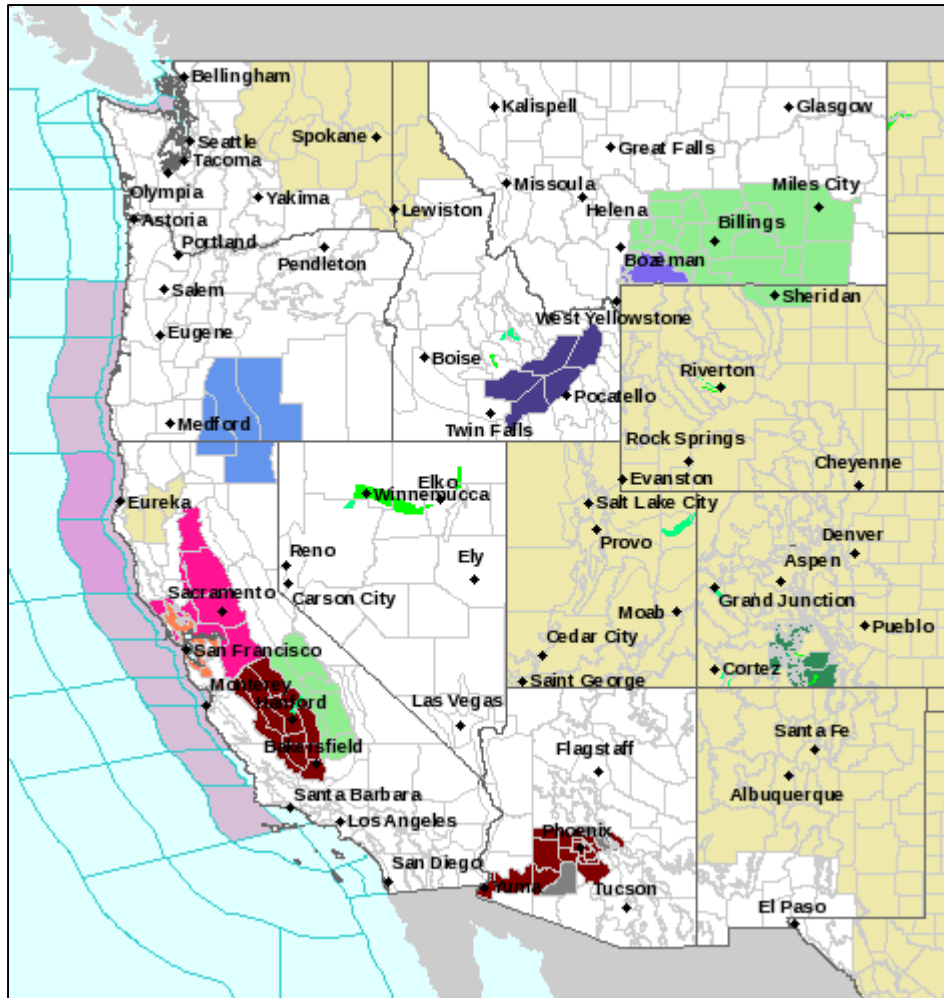 Bellingham
Kalispell
Glasgow
Seattle
Spokane
Great Falls
Tacoma
Olympia
Yakima
Missoula
Miles City
Lewiston
Helena
Astoria
Billings
Portland
Pendleton
Bozeman
Salem
Sheridan
West Yellowstone
Eugene
Boise
Riverton
Pocatello
Medford
Twin Falls
Rock Springs
Cheyenne
Elko
Evanston
Winnemucca
Eureka
Salt Lake City
Provo
Denver
Reno
Ely
Aspen
Sacramento
Carson City
Grand Junction
Moab
Pueblo
San Francisco
Cedar City
Cortez
Saint George
Monterey
Hanford
Las Vegas
Santa Fe
Bakersfield
Flagstaff
Albuquerque
Santa Barbara
Los Angeles
Phoenix
San Diego
Yuma
Tucson
El Paso